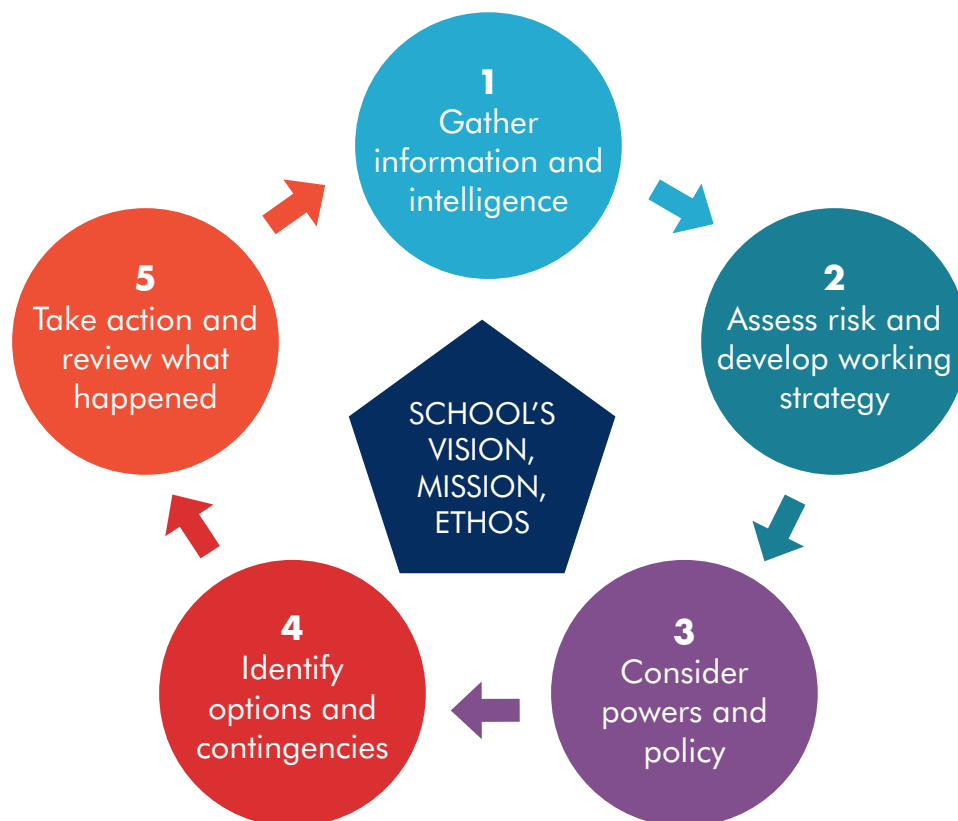 1
Gather
information and
intelligence
2
Assess risk and
develop working
strategy
3
Consider
powers and
policy
4
Identify
options and
contingencies
5
Take action and
review what
happened
SCHOOL’S
VISION,
MISSION,
ETHOS